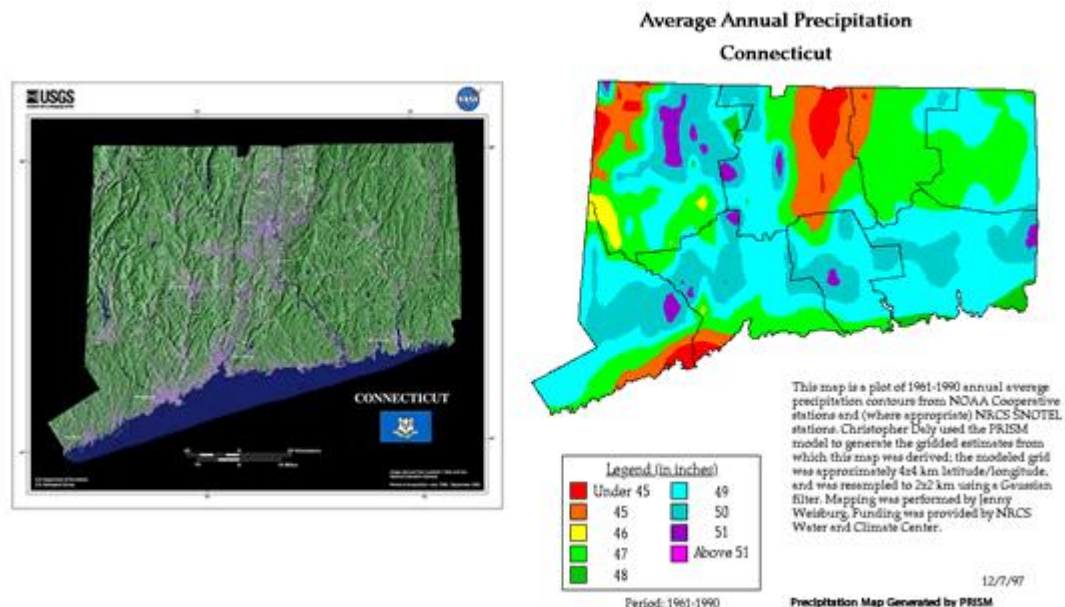 USGS
NASA
CONNECTICUT
Average Annual Precipitation
Connecticut
This map is a plot of 1961-1990 annual average
precipitation contours from NOAA Cooperative
stations and (where appropriate) NRCS SNOTEL
stations. Christopher Daly used the PRISM
model to generate the gridded estimates from
which this map was derived; the modeled grid
was approximately 4x4 km latitude/longitude,
and was resampled to 2x2 km using a Gaussian
filter. Mapping was performed by Jenny
Weisburg. Funding was provided by NRCS
Water and Climate Center.
12/7/97
Legend (in inches)
Under 45
45
46
47
48
49
50
51
Above 51
Period: 1961-1990
Precipitation Map Generated by PRISM